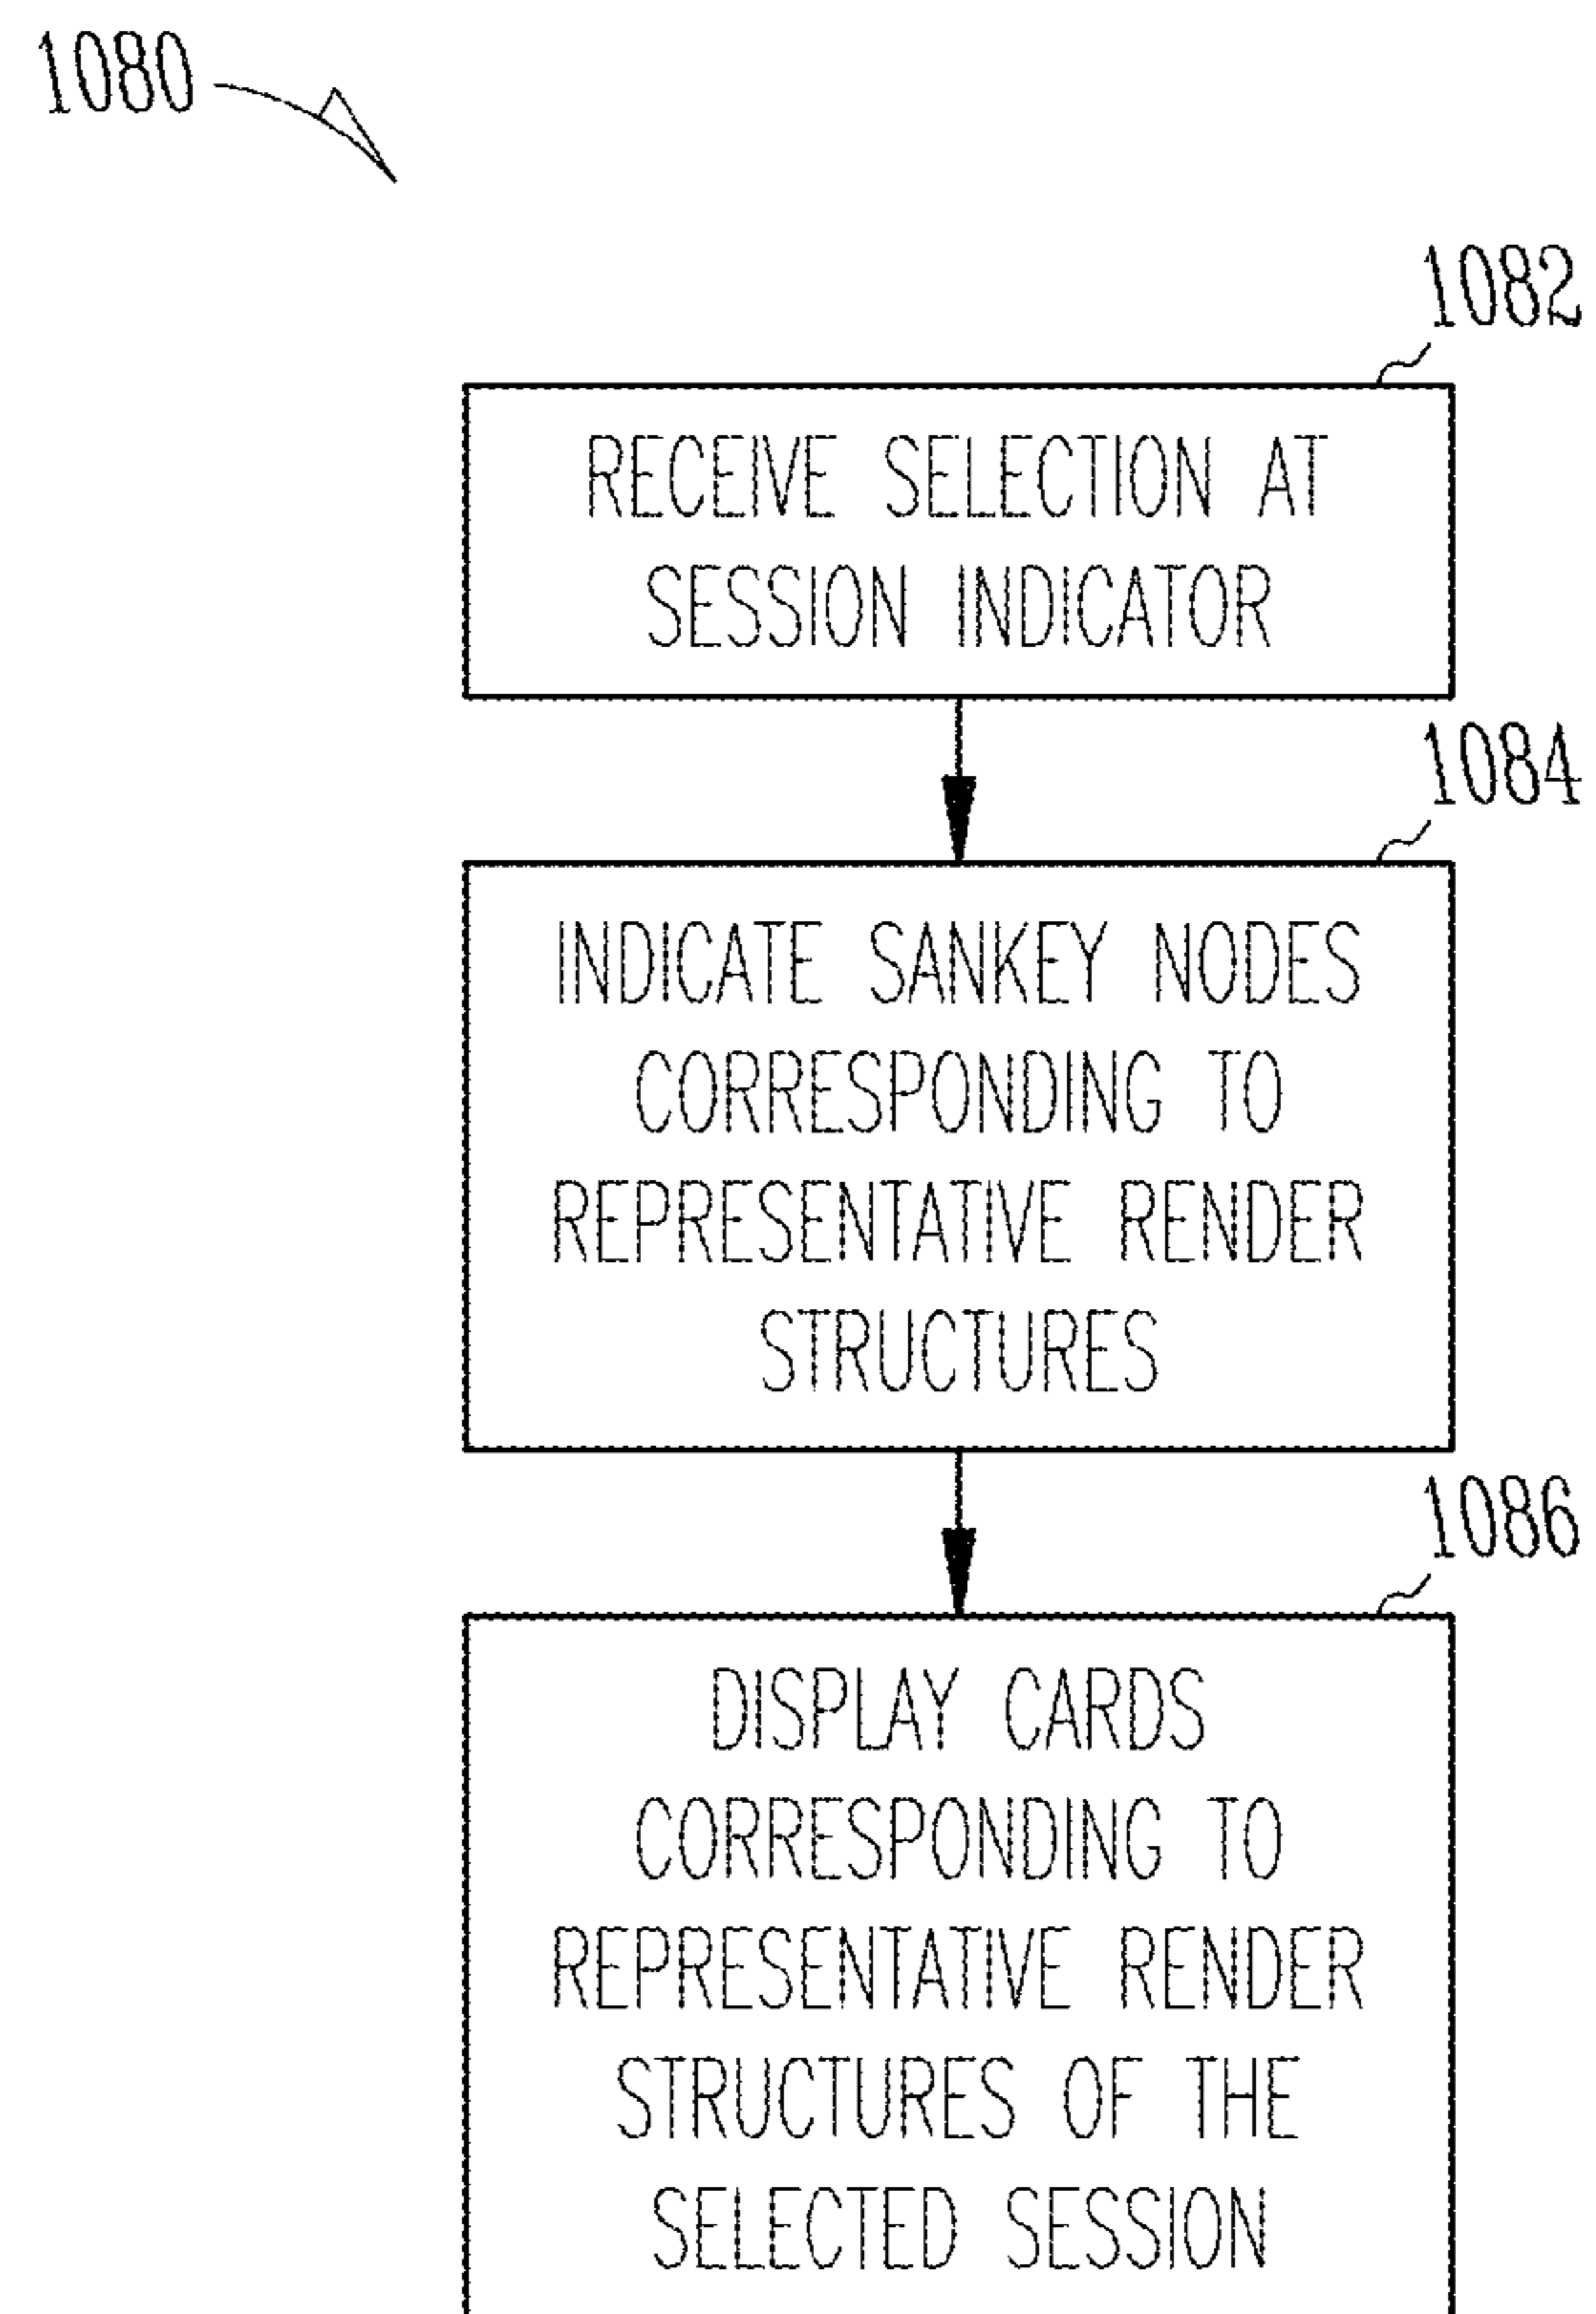 1080
1082
RECEIVE SELECTION AT
SESSION INDICATOR
1084
INDICATE SANKEY NODES
CORRESPONDING TO
REPRESENTATIVE RENDER
STRUCTURES
1086
DISPLAY CARDS
CORRESPONDING TO
REPRESENTATIVE RENDER
STRUCTURES OF THE
SELECTED SESSION